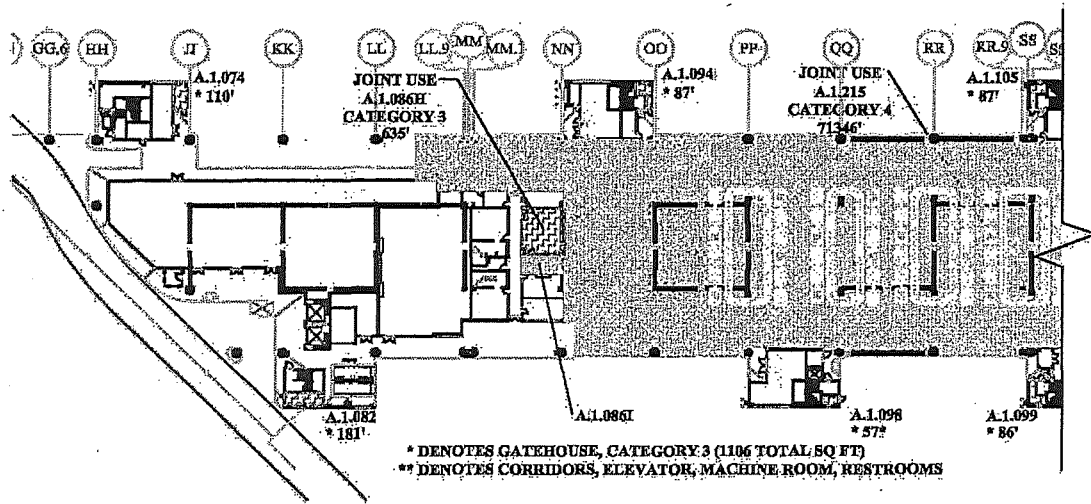 GG.6 HH JJ KK LL LL.9 MM MM. NN OO PP QQ RR RR.9 SS
A.1.074
* 110'
JOINT USE
A.1.086H
CATEGORY 3
635'
A.1.094
* 87'
JOINT USE
A.1.215
CATEGORY 4
71346'
A.1.105
* 87'
A.1.082
* 181'
A.1.086I
A.1.098
* 57'
A.1.099
* 86'
* DENOTES GATEHOUSE, CATEGORY 3 (1106 TOTAL SQ FT)
** DENOTES CORRIDORS, ELEVATOR, MACHINE ROOM, RESTROOMS